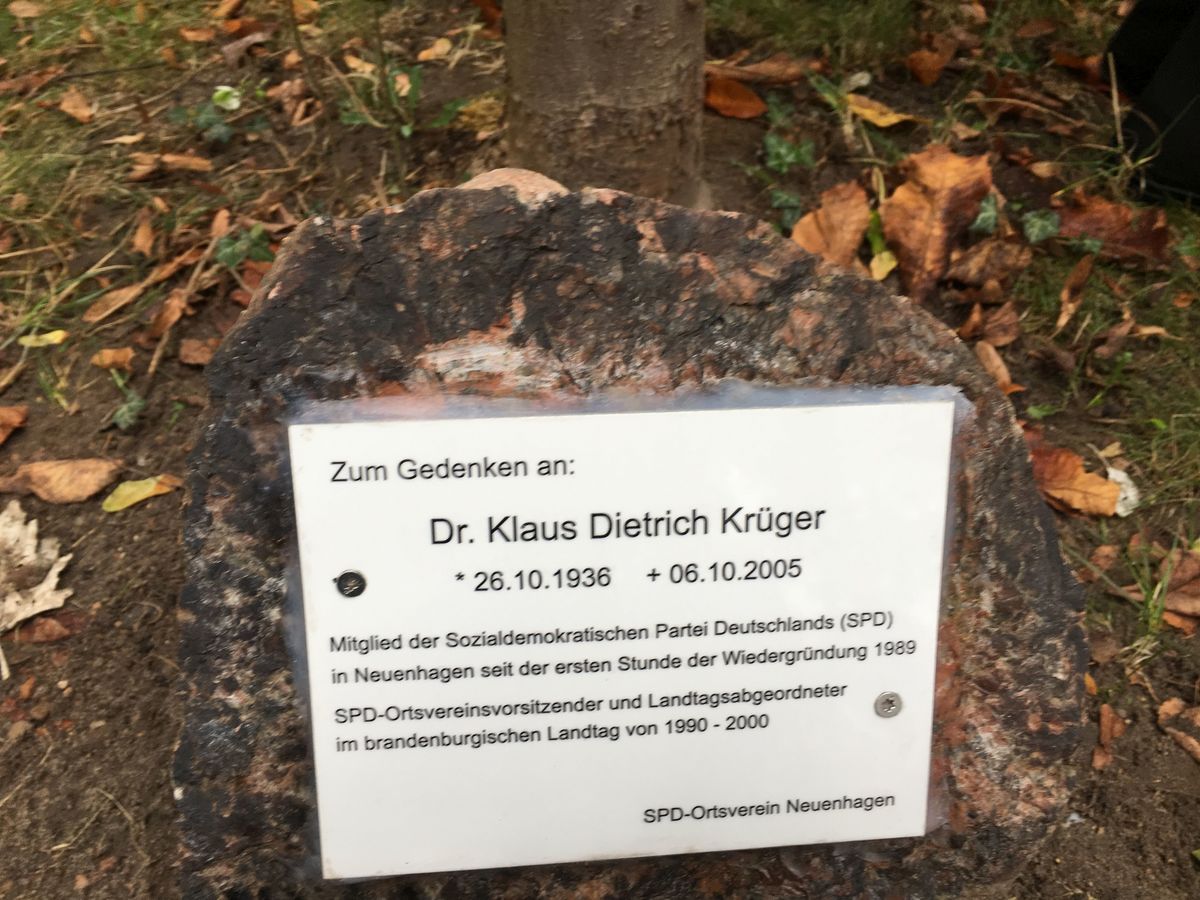 Zum Gedenken an:
Dr. Klaus Dietrich Krüger
* 26.10.1936 + 06.10.2005
Mitglied der Sozialdemokratischen Partei Deutschlands (SPD)
in Neuenhagen seit der ersten Stunde der Wiedergründung 1989
SPD-Ortsvereinsvorsitzender und Landtagsabgeordneter
im brandenburgischen Landtag von 1990 - 2000
SPD-Ortsverein Neuenhagen